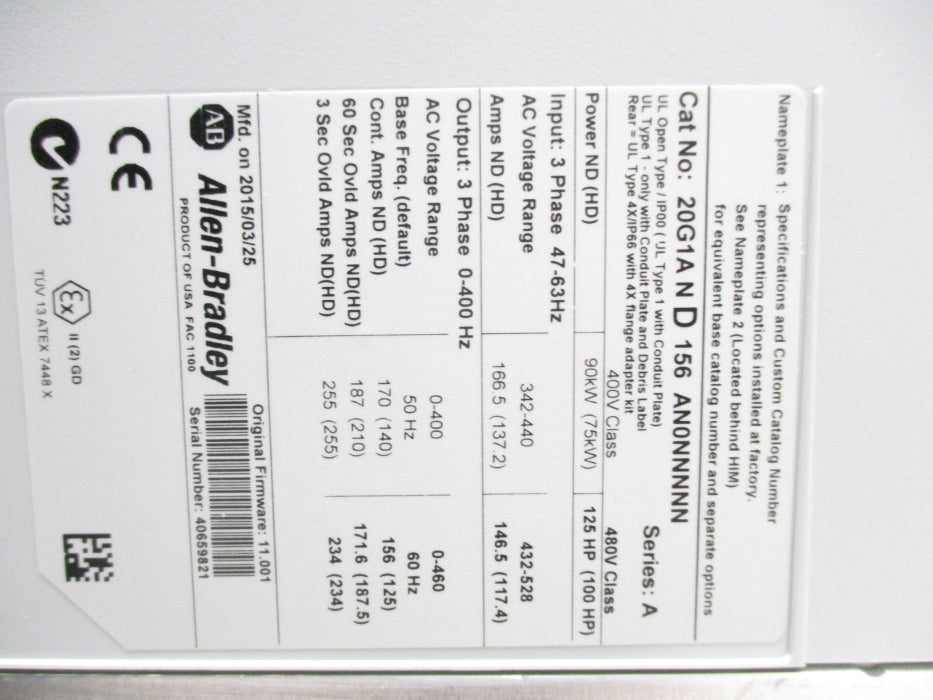 Nameplate 1: Specifications and Custom Catalog Number
representing options installed at factory.
See Nameplate 2 (Located behind HIM)
for equivalent base catalog number and separate options
Cat No: 20G1A N D 156 AN0NNNNN
UL Open Type / IP00 ( UL Type 1 with Conduit Plate)
UL Type 1 - only with Conduit Plate and Debris Label
Rear = UL Type 4X/IP66 with 4X flange adapter kit
Series: A
400V Class 480V Class
Power ND (HD) 90kW (75kW) 125 HP (100 HP)
Input: 3 Phase 47-63Hz
AC Voltage Range 342-440 432-528
Amps ND (HD) 166.5 (137.2) 146.5 (117.4)
Output: 3 Phase 0-400 Hz
AC Voltage Range 0-400 0-460
Base Freq. (default) 50 Hz 60 Hz
Cont. Amps ND (HD) 170 (140) 156 (125)
60 Sec Ovld Amps ND(HD) 187 (210) 171.6 (187.5)
3 Sec Ovld Amps ND(HD) 255 (255) 234 (234)
Mfd. on 2015/03/25 Original Firmware: 11.001
AB Allen-Bradley
PRODUCT OF USA FAC 1100 Serial Number: 40659821
CE
N223
Ex II (2) GD
TÜV 13 ATEX 7448 X